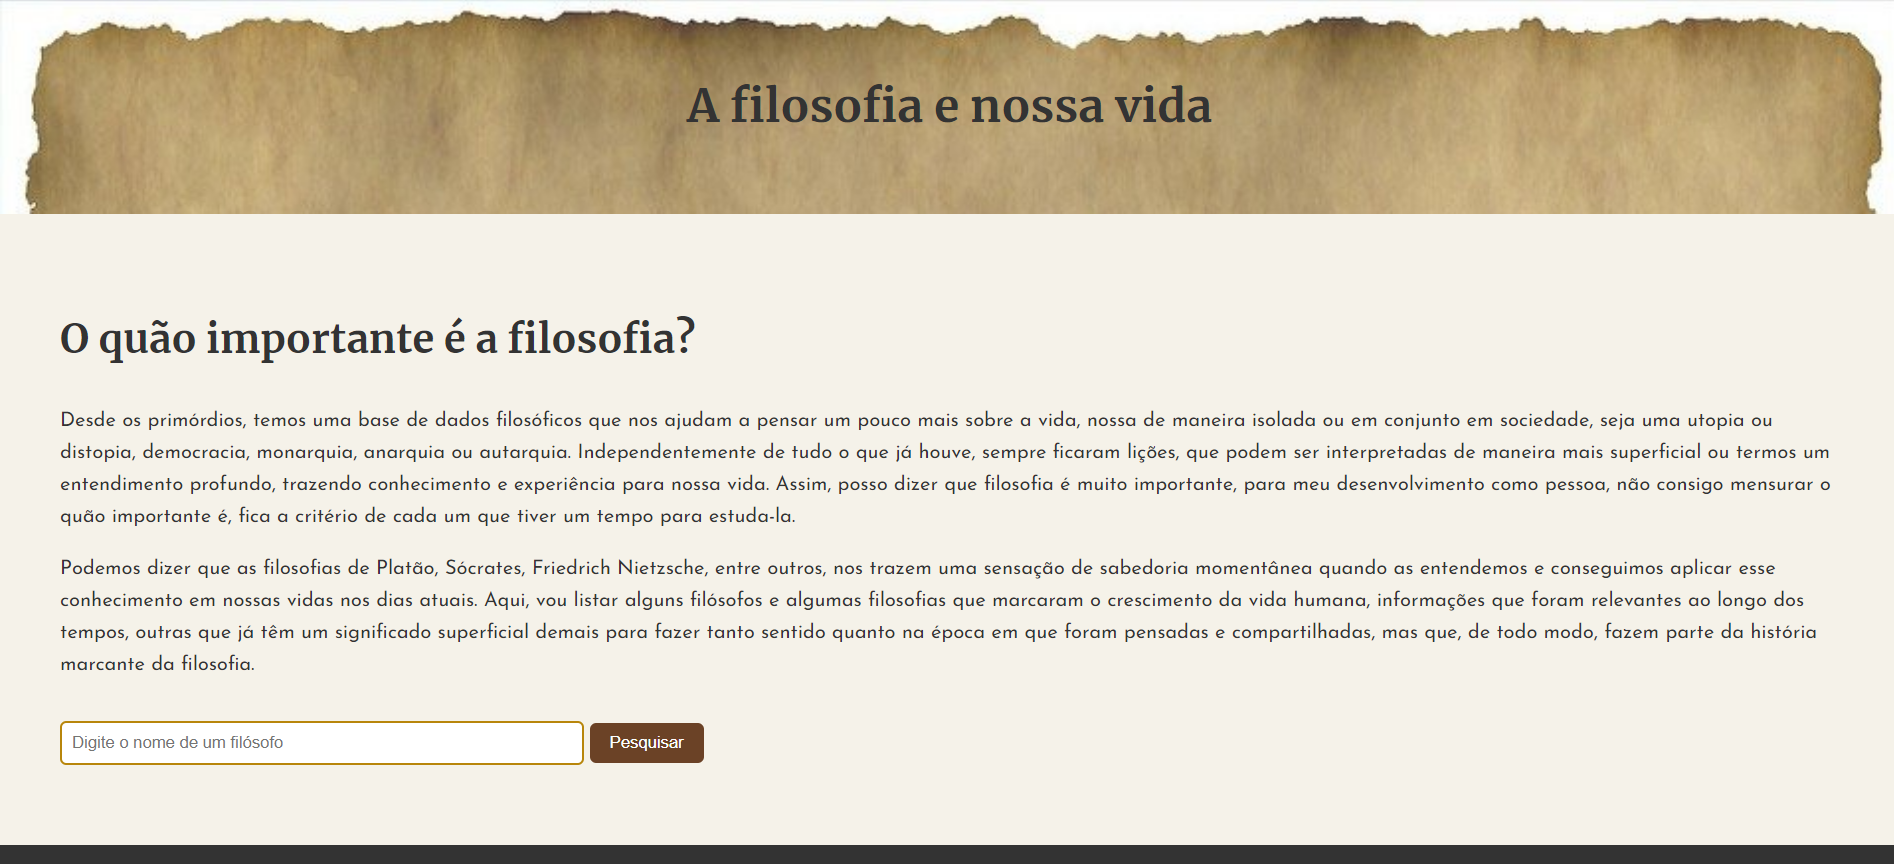 A filosofia e nossa vida
O quão importante é a filosofia?
Desde os primórdios, temos uma base de dados filosóficos que nos ajudam a pensar um pouco mais sobre a vida, nossa de maneira isolada ou em conjunto em sociedade, seja uma utopia ou
distopia, democracia, monarquia, anarquia ou autarquia. Independentemente de tudo o que já houve, sempre ficaram lições, que podem ser interpretadas de maneira mais superficial ou termos um
entendimento profundo, trazendo conhecimento e experiência para nossa vida. Assim, posso dizer que filosofia é muito importante, para meu desenvolvimento como pessoa, não consigo mensurar o
quão importante é, fica a critério de cada um que tiver um tempo para estuda-la.
Podemos dizer que as filosofias de Platão, Sócrates, Friedrich Nietzsche, entre outros, nos trazem uma sensação de sabedoria momentânea quando as entendemos e conseguimos aplicar esse
conhecimento em nossas vidas nos dias atuais. Aqui, vou listar alguns filósofos e algumas filosofias que marcaram o crescimento da vida humana, informações que foram relevantes ao longo dos
tempos, outras que já têm um significado superficial demais para fazer tanto sentido quanto na época em que foram pensadas e compartilhadas, mas que, de todo modo, fazem parte da história
marcante da filosofia.
Digite o nome de um filósofo Pesquisar